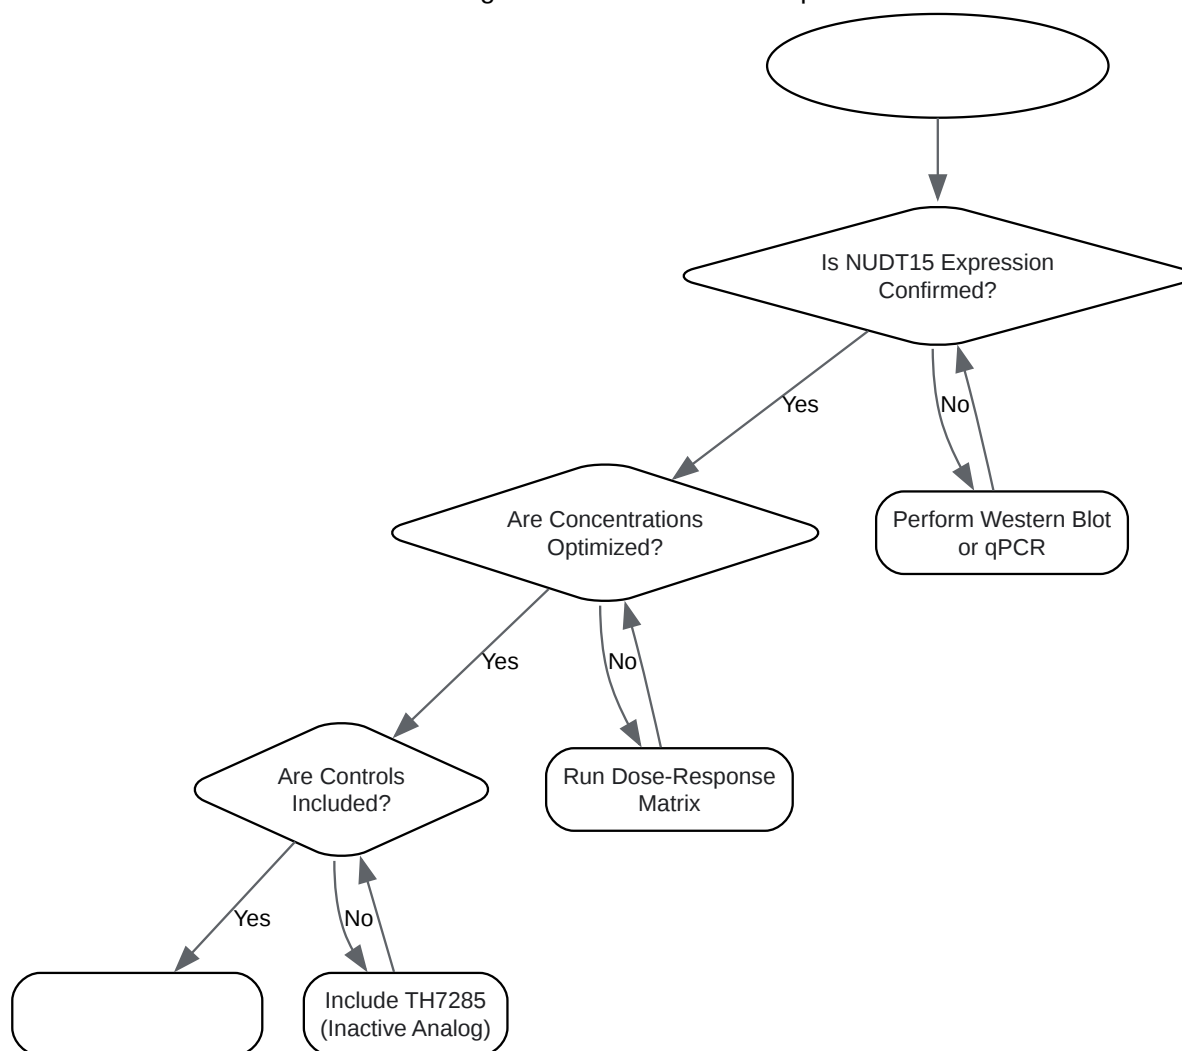 Is NUDT15 Expression
Confirmed?
Yes
No
Are Concentrations
Optimized?
Perform Western Blot
or qPCR
Yes
No
Are Controls
Included?
Run Dose-Response
Matrix
Yes
No
Include TH7285
(Inactive Analog)